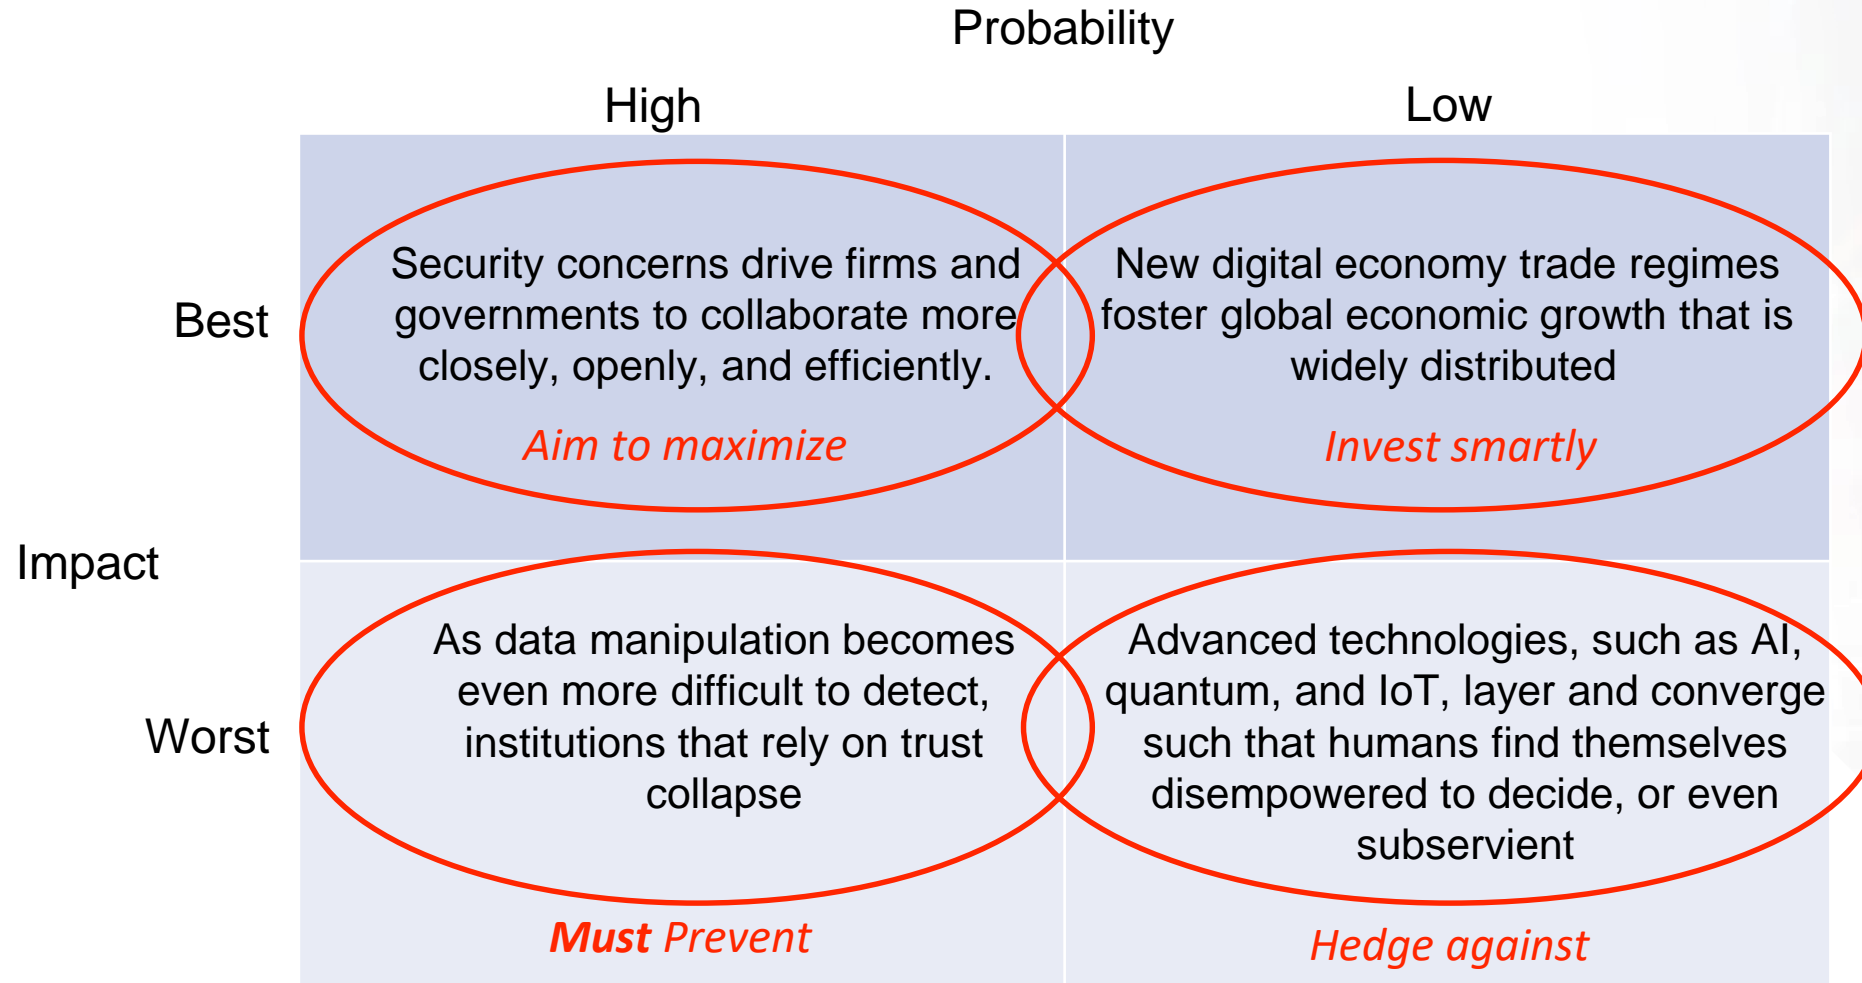 Probability
High
Low
Best
Security concerns drive firms and
governments to collaborate more
closely, openly, and efficiently.
Aim to maximize
New digital economy trade regimes
foster global economic growth that is
widely distributed
Invest smartly
Impact
Worst
As data manipulation becomes
even more difficult to detect,
institutions that rely on trust
collapse
Must Prevent
Advanced technologies, such as AI,
quantum, and IoT, layer and converge
such that humans find themselves
disempowered to decide, or even
subservient
Hedge against